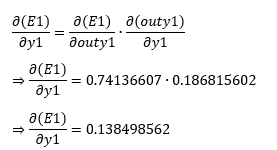 ∂(E1)/∂y1 = ∂(E1)/∂outy1 · ∂(outy1)/∂y1
⇒ ∂(E1)/∂y1 = 0.74136607 · 0.186815602
⇒ ∂(E1)/∂y1 = 0.138498562